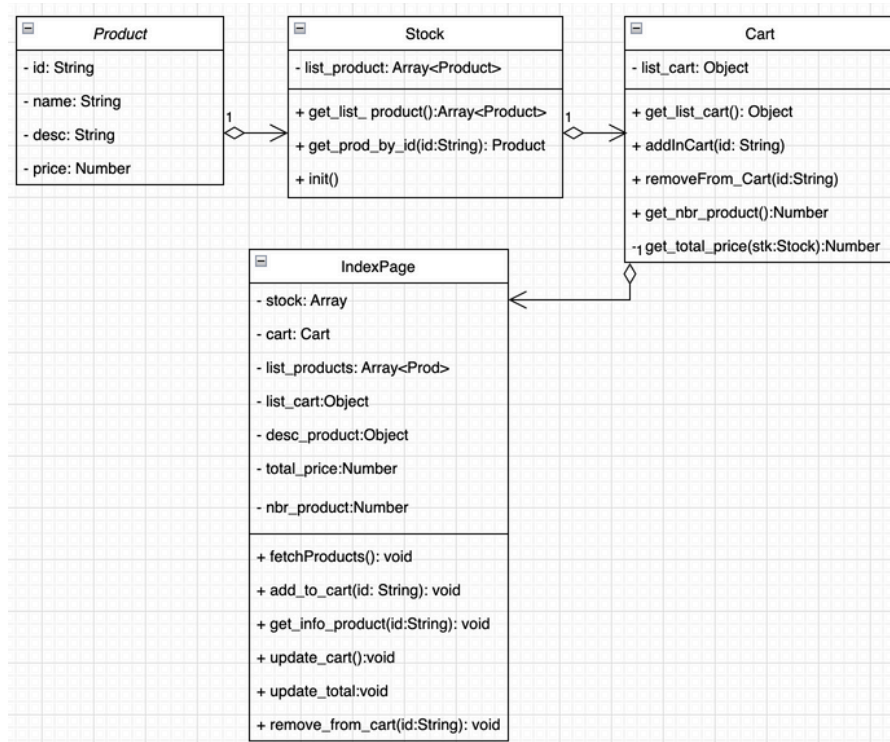 Product
- id: String
- name: String
- desc: String
- price: Number
1
Stock
- list_product: Array<Product>
+ get_list_ product():Array<Product>
+ get_prod_by_id(id:String): Product
+ init()
1
Cart
- list_cart: Object
+ get_list_cart(): Object
+ addInCart(id: String)
+ removeFrom_Cart(id:String)
+ get_nbr_product():Number
- get_total_price(stk:Stock):Number
1
IndexPage
- stock: Array
- cart: Cart
- list_products: Array<Prod>
- list_cart:Object
- desc_product:Object
- total_price:Number
- nbr_product:Number
+ fetchProducts(): void
+ add_to_cart(id: String): void
+ get_info_product(id:String): void
+ update_cart():void
+ update_total:void
+ remove_from_cart(id:String): void